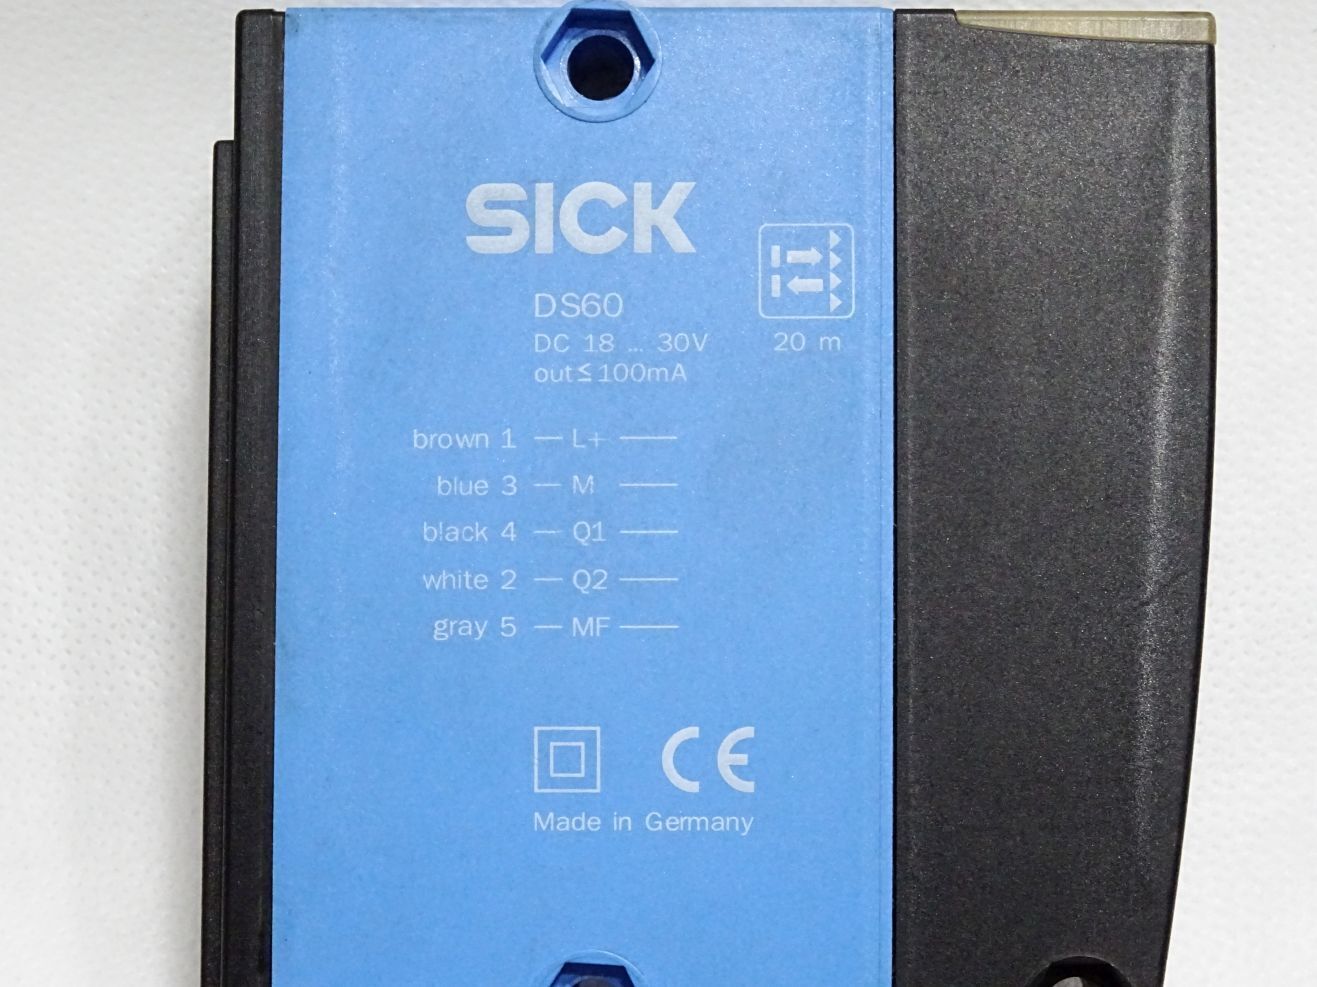 SICK
DS60
DC 18 ... 30V
out≤100mA
20 m
brown 1 — L+ —
blue 3 — M —
black 4 — Q1 —
white 2 — Q2 —
gray 5 — MF —
CE
Made in Germany